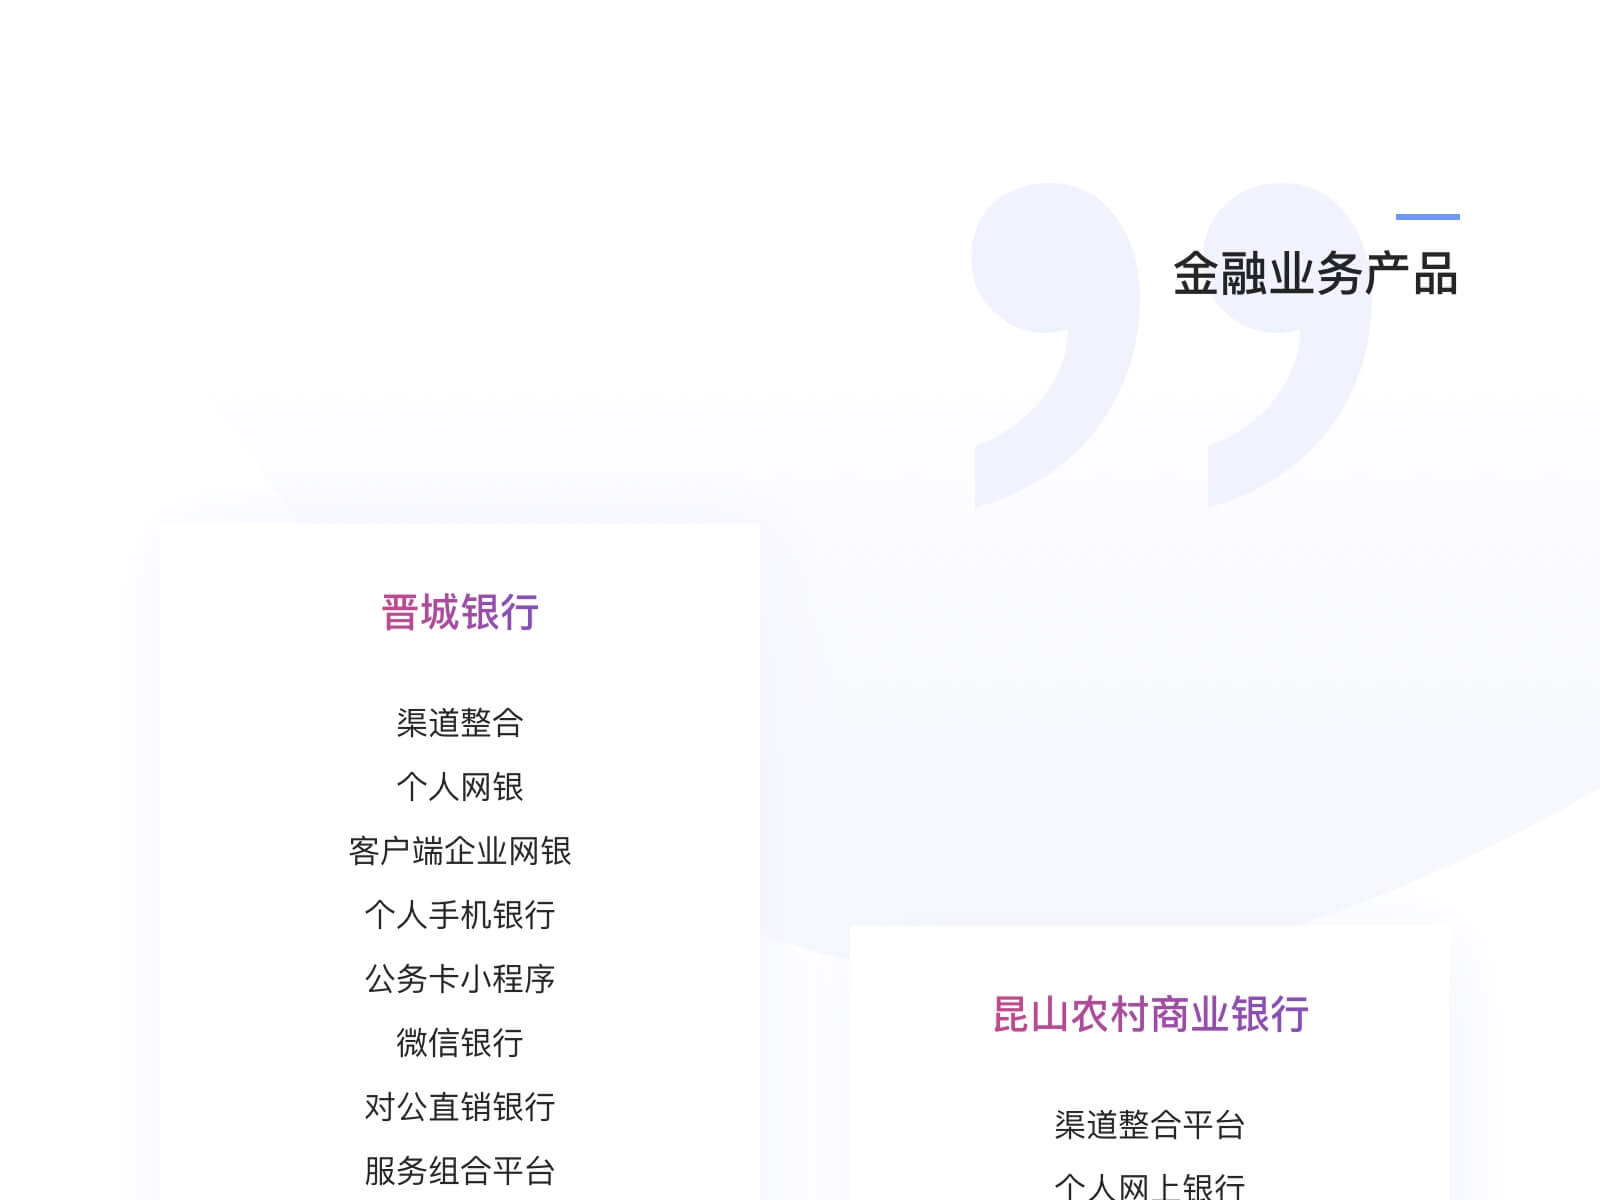 金融业务产品
晋城银行
渠道整合
个人网银
客户端企业网银
个人手机银行
公务卡小程序
微信银行
对公直销银行
服务组合平台
昆山农村商业银行
渠道整合平台
个人网上银行